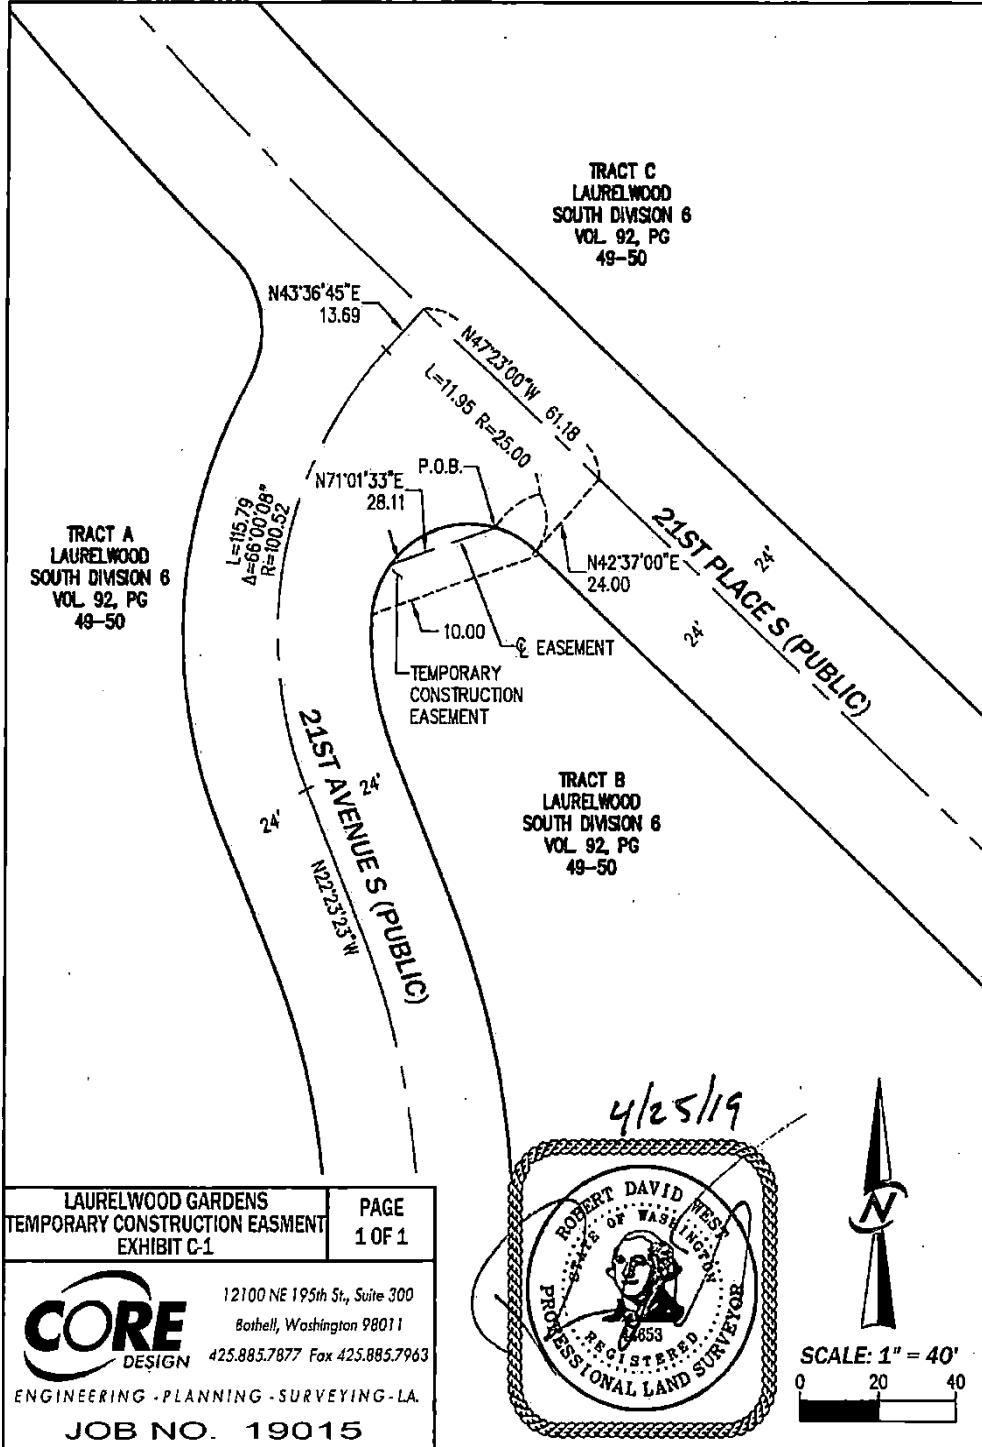 TRACT C
LAURELWOOD
SOUTH DIVISION 6
VOL. 92, PG
49-50
N43°36'45"E
13.69
N47°23'00"W 61.18
L=11.95 R=25.00
P.O.B.
N71°01'33"E
28.11
L=115.79
Δ=66°00'08"
R=100.52
TRACT A
LAURELWOOD
SOUTH DIVISION 6
VOL. 92, PG
49-50
N42°37'00"E
24.00
21ST PLACE S (PUBLIC)
24'
24'
10.00
℄ EASEMENT
TEMPORARY
CONSTRUCTION
EASEMENT
21ST AVENUE S (PUBLIC)
24'
24'
N22°23'23"W
TRACT B
LAURELWOOD
SOUTH DIVISION 6
VOL. 92, PG
49-50
4/25/19
ROBERT DAVID WEST
STATE OF WASHINGTON
REGISTERED
PROFESSIONAL LAND SURVEYOR
N
SCALE: 1" = 40'
0 20 40
LAURELWOOD GARDENS
TEMPORARY CONSTRUCTION EASMENT
EXHIBIT C-1
PAGE
1 OF 1
CORE
DESIGN
12100 NE 195th St., Suite 300
Bothell, Washington 98011
425.885.7877 Fax 425.885.7963
ENGINEERING - PLANNING - SURVEYING - LA.
JOB NO. 19015